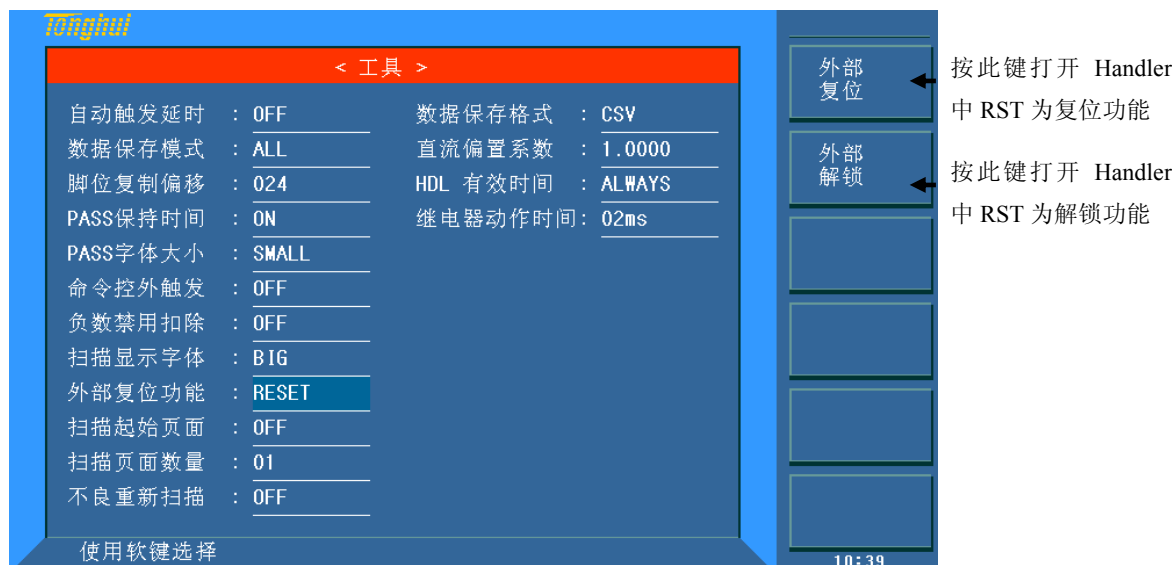 Tonghui
< 工具 >
自动触发延时 : OFF
数据保存格式 : CSV
数据保存模式 : ALL
直流偏置系数 : 1.0000
脚位复制偏移 : 024
HDL 有效时间 : ALWAYS
PASS保持时间 : ON
继电器动作时间: 02ms
PASS字体大小 : SMALL
命令控外触发 : OFF
负数禁用扣除 : OFF
扫描显示字体 : BIG
外部复位功能 : RESET
扫描起始页面 : OFF
扫描页面数量 : 01
不良重新扫描 : OFF
使用软键选择
外部
复位
外部
解锁
10:39
按此键打开 Handler
中 RST 为复位功能
按此键打开 Handler
中 RST 为解锁功能